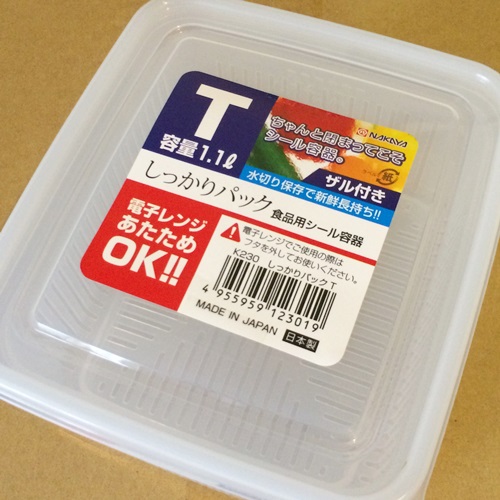 T
容量1.1ℓ
ちゃんと閉まってこそ
シール容器。
NAKAYA
紙
ザル付き
水切り保存で新鮮長持ち!!
しっかりパック
食品用シール容器
電子レンジ
あたため
OK!!
電子レンジでご使用の際は
フタを外してお使いください。
K230 しっかりパックT
4 955959 123019
MADE IN JAPAN
日本製